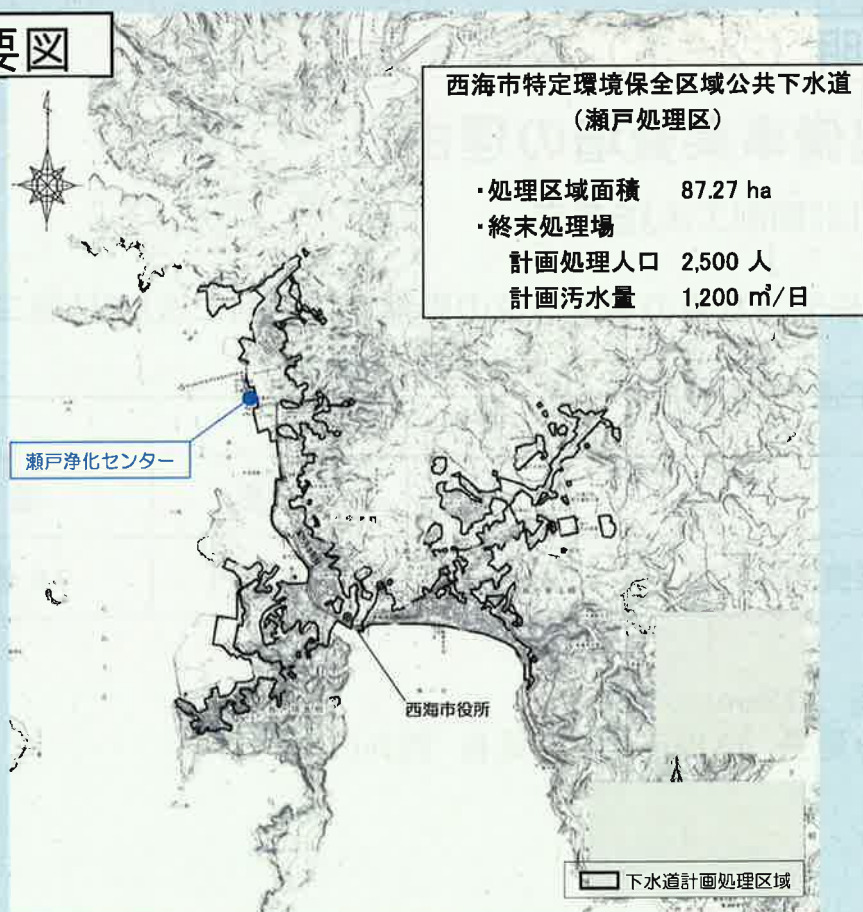 要図
西海市特定環境保全区域公共下水道
(瀬戸処理区)
・処理区域面積 87.27 ha
・終末処理場
計画処理人口 2,500 人
計画汚水量 1,200 ㎥/日
瀬戸浄化センター
西海市役所
下水道計画処理区域